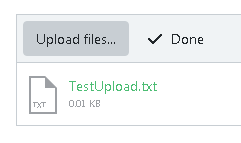 Upload files... Done
TestUpload.txt
TXT
0.01 KB